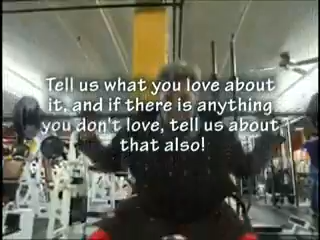 Tell us what you love about
it, and if there is anything
you don't love, tell us about
that also!